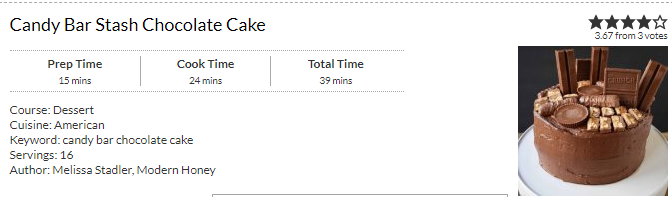 Candy Bar Stash Chocolate Cake
3.67 from 3 votes
Prep Time Cook Time Total Time
15 mins 24 mins 39 mins
Course: Dessert
Cuisine: American
Keyword: candy bar chocolate cake
Servings: 16
Author: Melissa Stadler, Modern Honey
CRUNCH